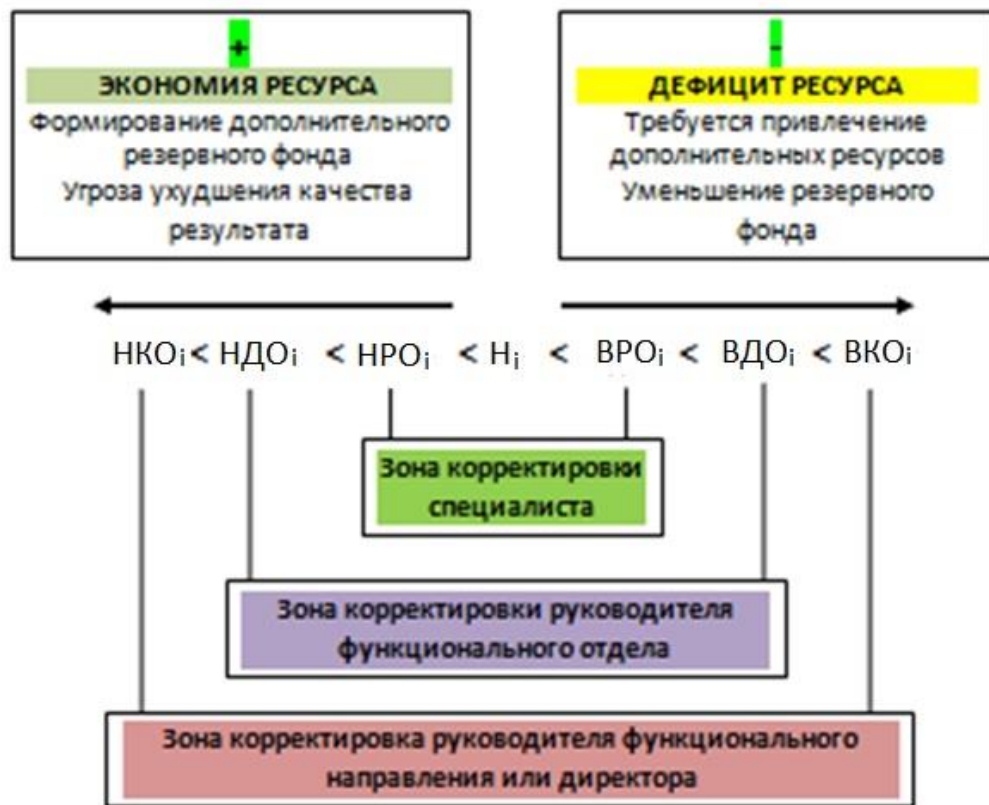 +
ЭКОНОМИЯ РЕСУРСА
Формирование дополнительного
резервного фонда
Угроза ухудшения качества
результата
-
ДЕФИЦИТ РЕСУРСА
Требуется привлечение
дополнительных ресурсов
Уменьшение резервного
фонда
НКОi < НДОi < НРОi < Нi < ВРОi < ВДОi < ВКОi
Зона корректировки
специалиста
Зона корректировки руководителя
функционального отдела
Зона корректировка руководителя функционального
направления или директора